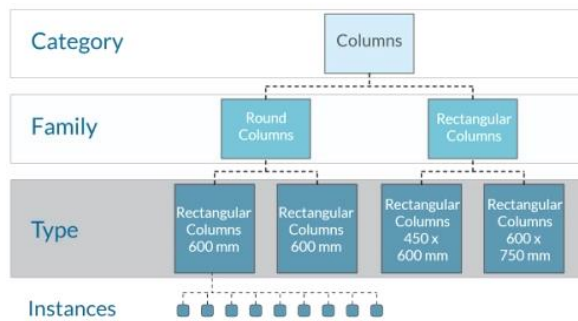 Category
Columns
Family
Round
Columns
Rectangular
Columns
Type
Rectangular
Columns
600 mm
Rectangular
Columns
600 mm
Rectangular
Columns
450 x
600 mm
Rectangular
Columns
600 x
750 mm
Instances